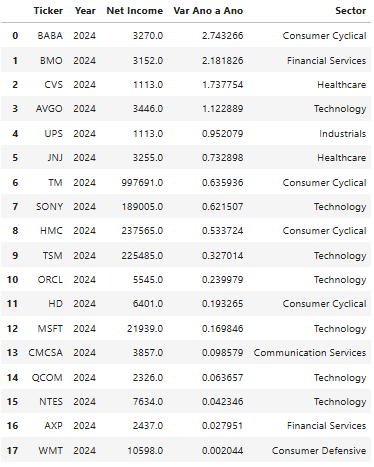 Ticker Year Net Income Var Ano a Ano Sector
0 BABA 2024 3270.0 2.743266 Consumer Cyclical
1 BMO 2024 3152.0 2.181826 Financial Services
2 CVS 2024 1113.0 1.737754 Healthcare
3 AVGO 2024 3446.0 1.122889 Technology
4 UPS 2024 1113.0 0.952079 Industrials
5 JNJ 2024 3255.0 0.732898 Healthcare
6 TM 2024 997691.0 0.635936 Consumer Cyclical
7 SONY 2024 189005.0 0.621507 Technology
8 HMC 2024 237565.0 0.533724 Consumer Cyclical
9 TSM 2024 225485.0 0.327014 Technology
10 ORCL 2024 5545.0 0.239979 Technology
11 HD 2024 6401.0 0.193265 Consumer Cyclical
12 MSFT 2024 21939.0 0.169846 Technology
13 CMCSA 2024 3857.0 0.098579 Communication Services
14 QCOM 2024 2326.0 0.063657 Technology
15 NTES 2024 7634.0 0.042346 Technology
16 AXP 2024 2437.0 0.027951 Financial Services
17 WMT 2024 10598.0 0.002044 Consumer Defensive